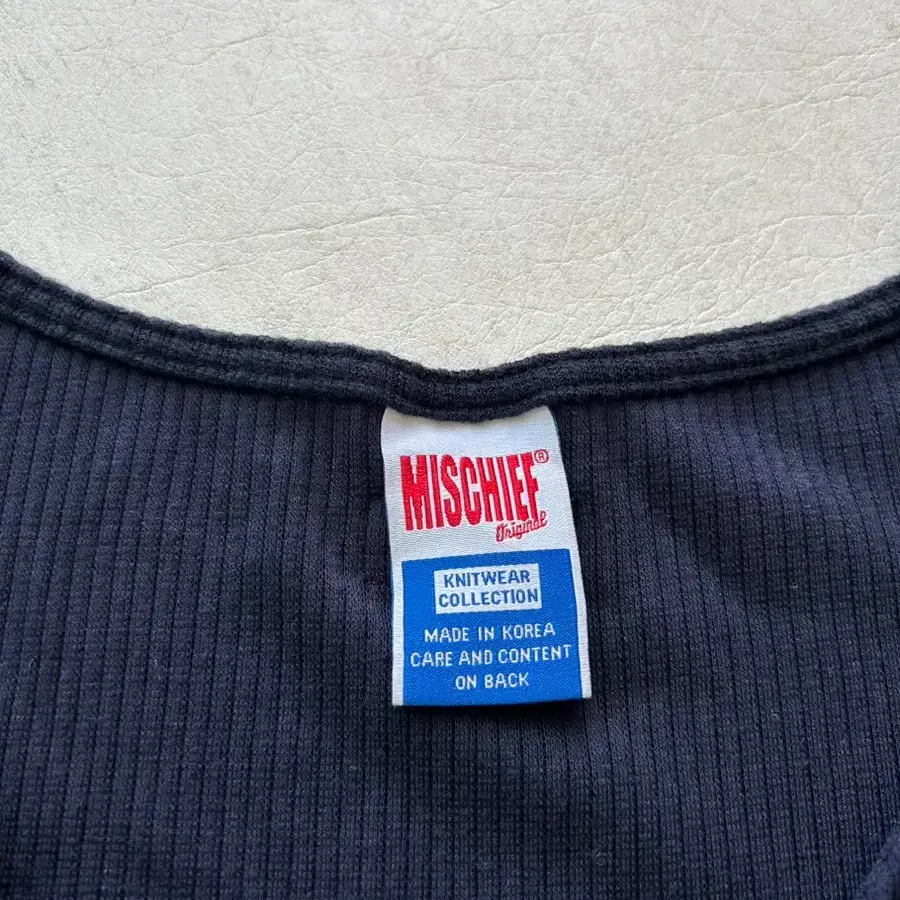 MISCHIEF®
Original
KNITWEAR
COLLECTION
MADE IN KOREA
CARE AND CONTENT
ON BACK